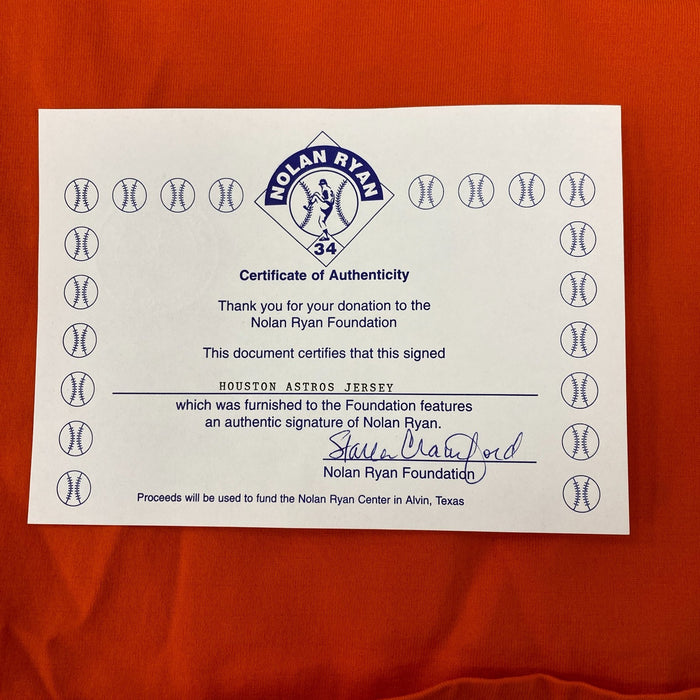 NOLAN RYAN
34
Certificate of Authenticity
Thank you for your donation to the
Nolan Ryan Foundation
This document certifies that this signed
HOUSTON ASTROS JERSEY
which was furnished to the Foundation features
an authentic signature of Nolan Ryan.
Crawford
Nolan Ryan Foundation
Proceeds will be used to fund the Nolan Ryan Center in Alvin, Texas